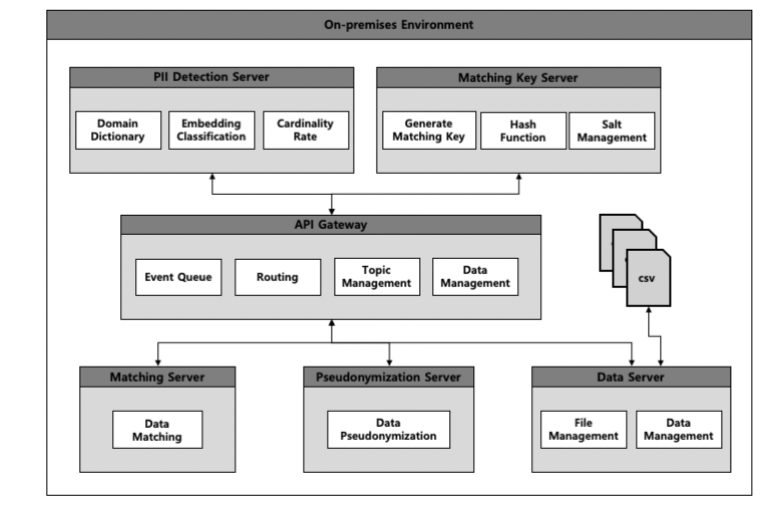 On-premises Environment
PII Detection Server
Matching Key Server
Domain
Dictionary
Embedding
Classification
Cardinality
Rate
Generate
Matching Key
Hash
Function
Salt
Management
API Gateway
Event Queue
Routing
Topic
Management
Data
Management
csv
Matching Server
Pseudonymization Server
Data Server
Data
Matching
Data
Pseudonymization
File
Management
Data
Management